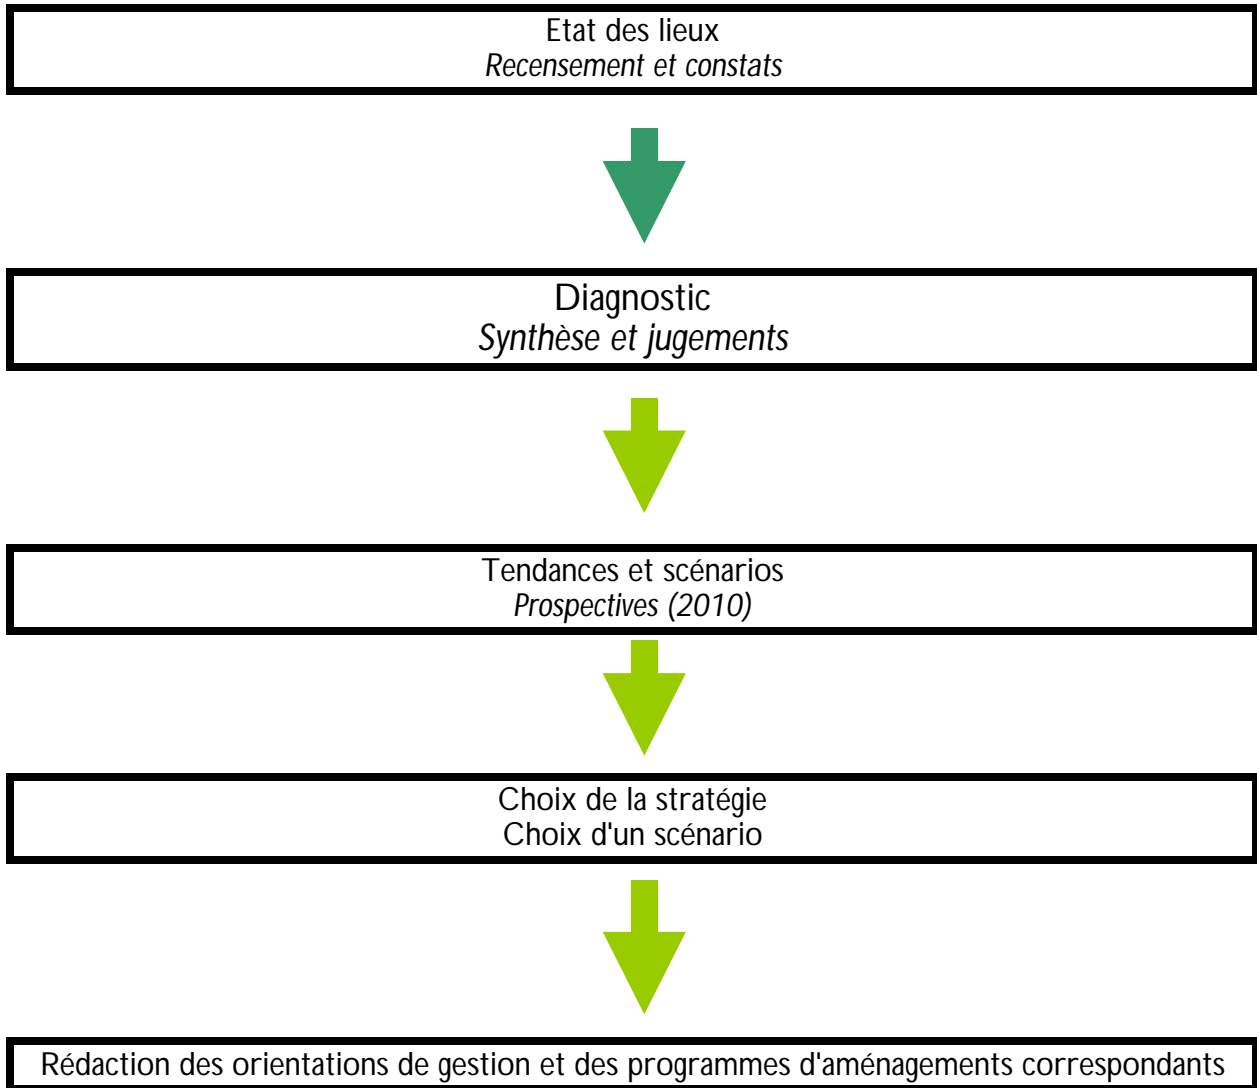 Etat des lieux
Recensement et constats
Diagnostic
Synthèse et jugements
Tendances et scénarios
Prospectives (2010)
Choix de la stratégie
Choix d'un scénario
Rédaction des orientations de gestion et des programmes d'aménagements correspondants